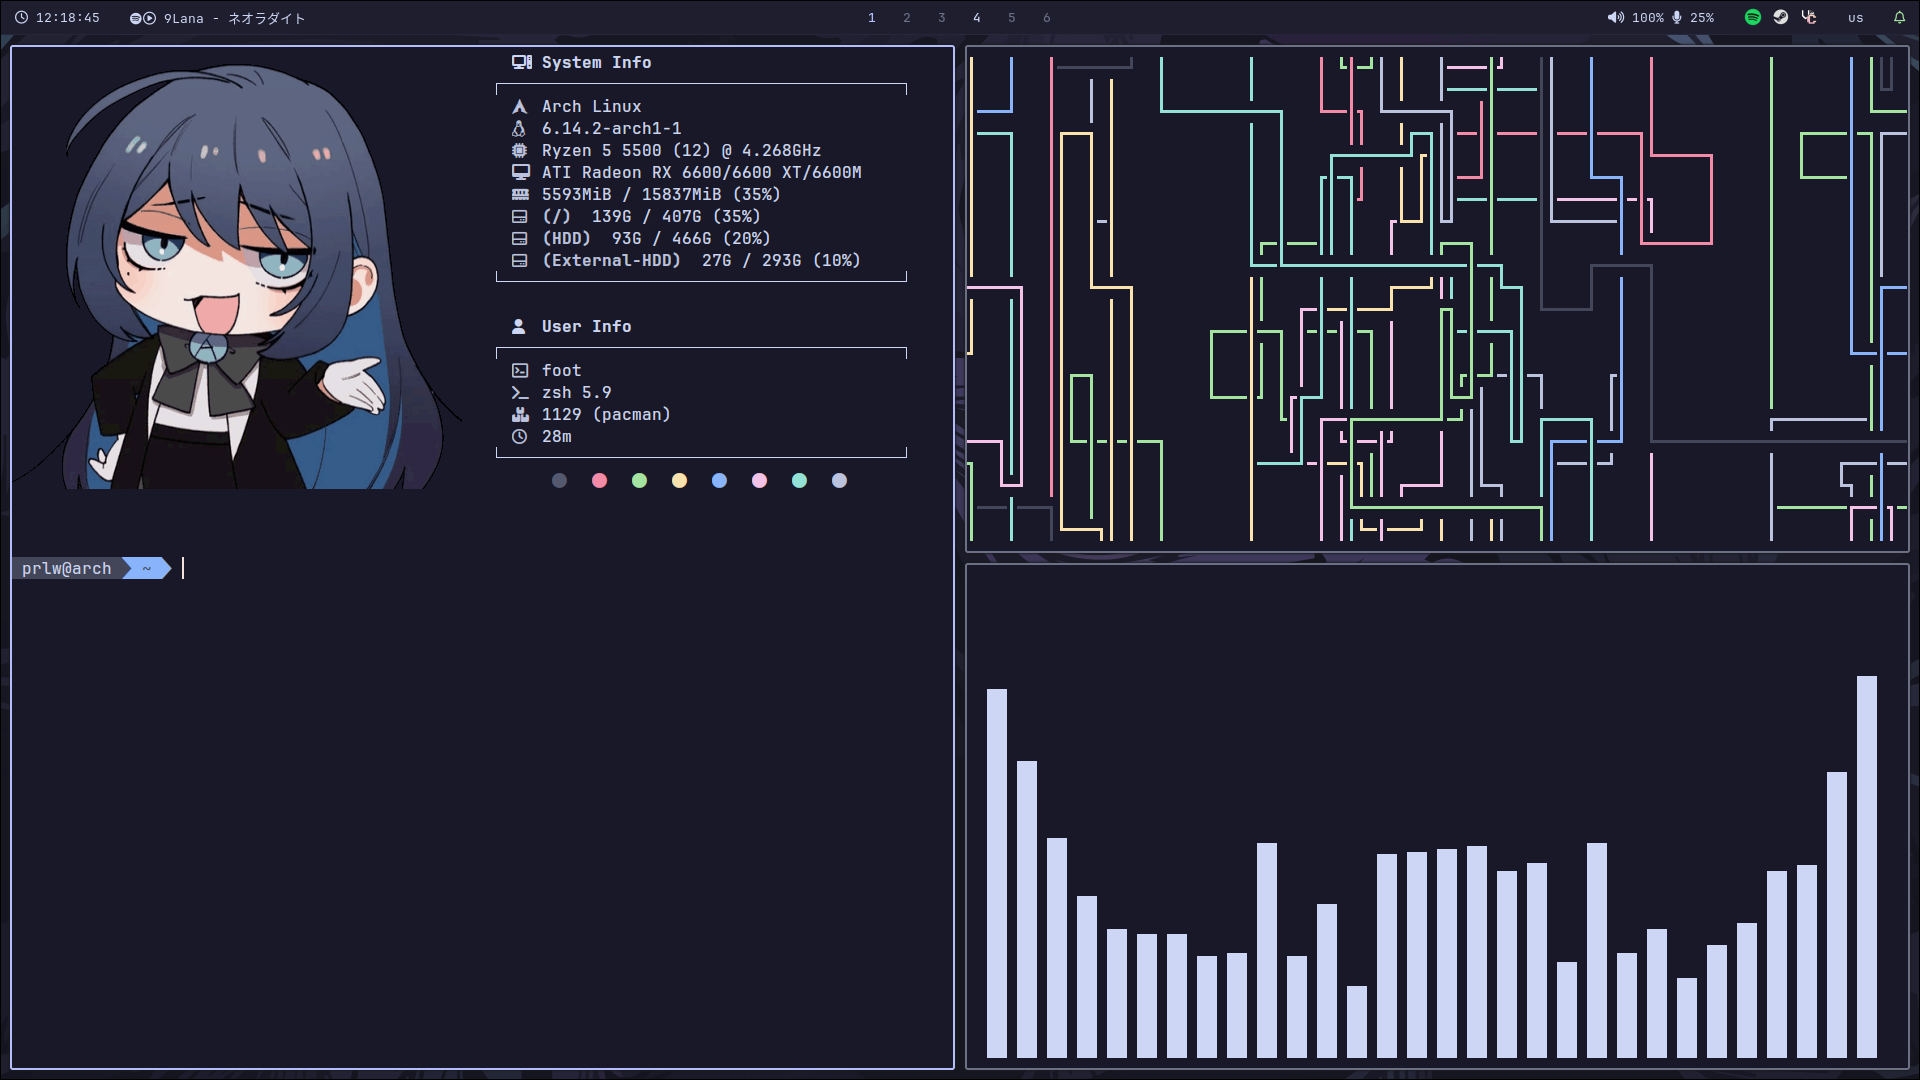 12:18:45 9Lana - ネオラダイト 1 2 3 4 5 6 100% 25% us
System Info
Arch Linux
6.14.2-arch1-1
Ryzen 5 5500 (12) @ 4.268GHz
ATI Radeon RX 6600/6600 XT/6600M
5593MiB / 15837MiB (35%)
(/) 139G / 407G (35%)
(HDD) 93G / 466G (20%)
(External-HDD) 27G / 293G (10%)
User Info
foot
zsh 5.9
1129 (pacman)
28m
prlw@arch ~